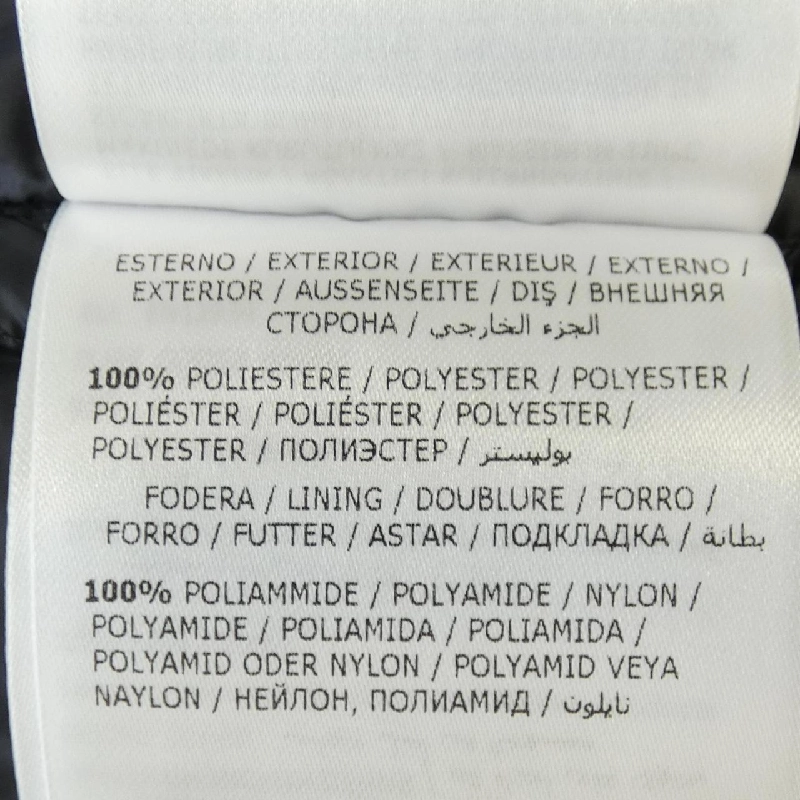 ESTERNO / EXTERIOR / EXTERIEUR / EXTERNO /
EXTERIOR / AUSSENSEITE / DIŞ / ВНЕШНЯЯ
СТОРОНА / الجزء الخارجي
100% POLIESTERE / POLYESTER / POLYESTER /
POLIÉSTER / POLIÉSTER / POLYESTER /
POLYESTER / ПОЛИЭСТЕР / بوليستر
FODERA / LINING / DOUBLURE / FORRO /
FORRO / FUTTER / ASTAR / ПОДКЛАДКА / بطانة
100% POLIAMMIDE / POLYAMIDE / NYLON /
POLYAMIDE / POLIAMIDA / POLIAMIDA /
POLYAMID ODER NYLON / POLYAMID VEYA
NAYLON / НЕЙЛОН, ПОЛИАМИД / نايلون